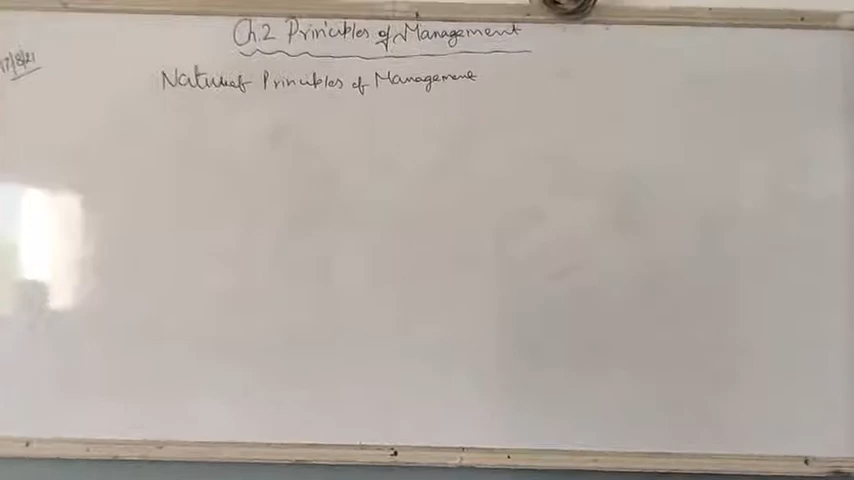 Ch.2 Principles of Management
Nature of Principles of Management